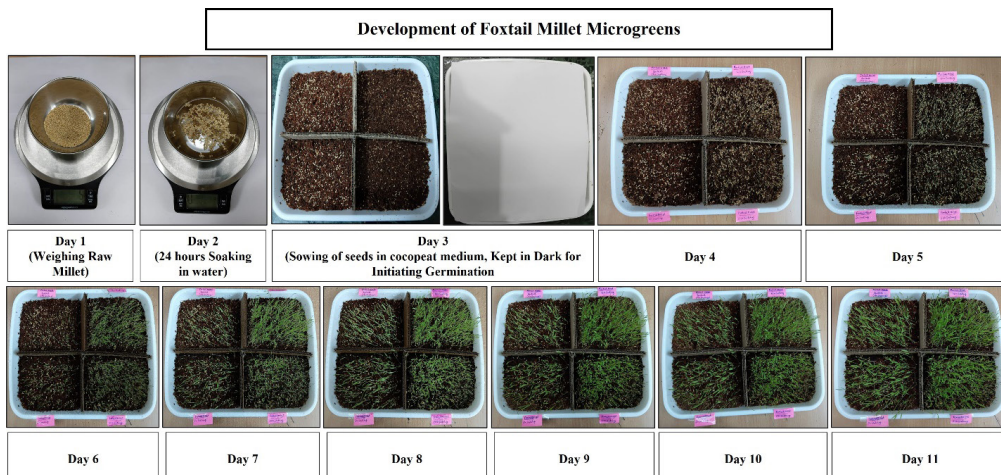 Development of Foxtail Millet Microgreens
Day 1
(Weighing Raw
Millet)
Day 2
(24 hours Soaking
in water)
Day 3
(Sowing of seeds in cocopeat medium, Kept in Dark for
Initiating Germination
Day 4
Day 5
Day 6
Day 7
Day 8
Day 9
Day 10
Day 11